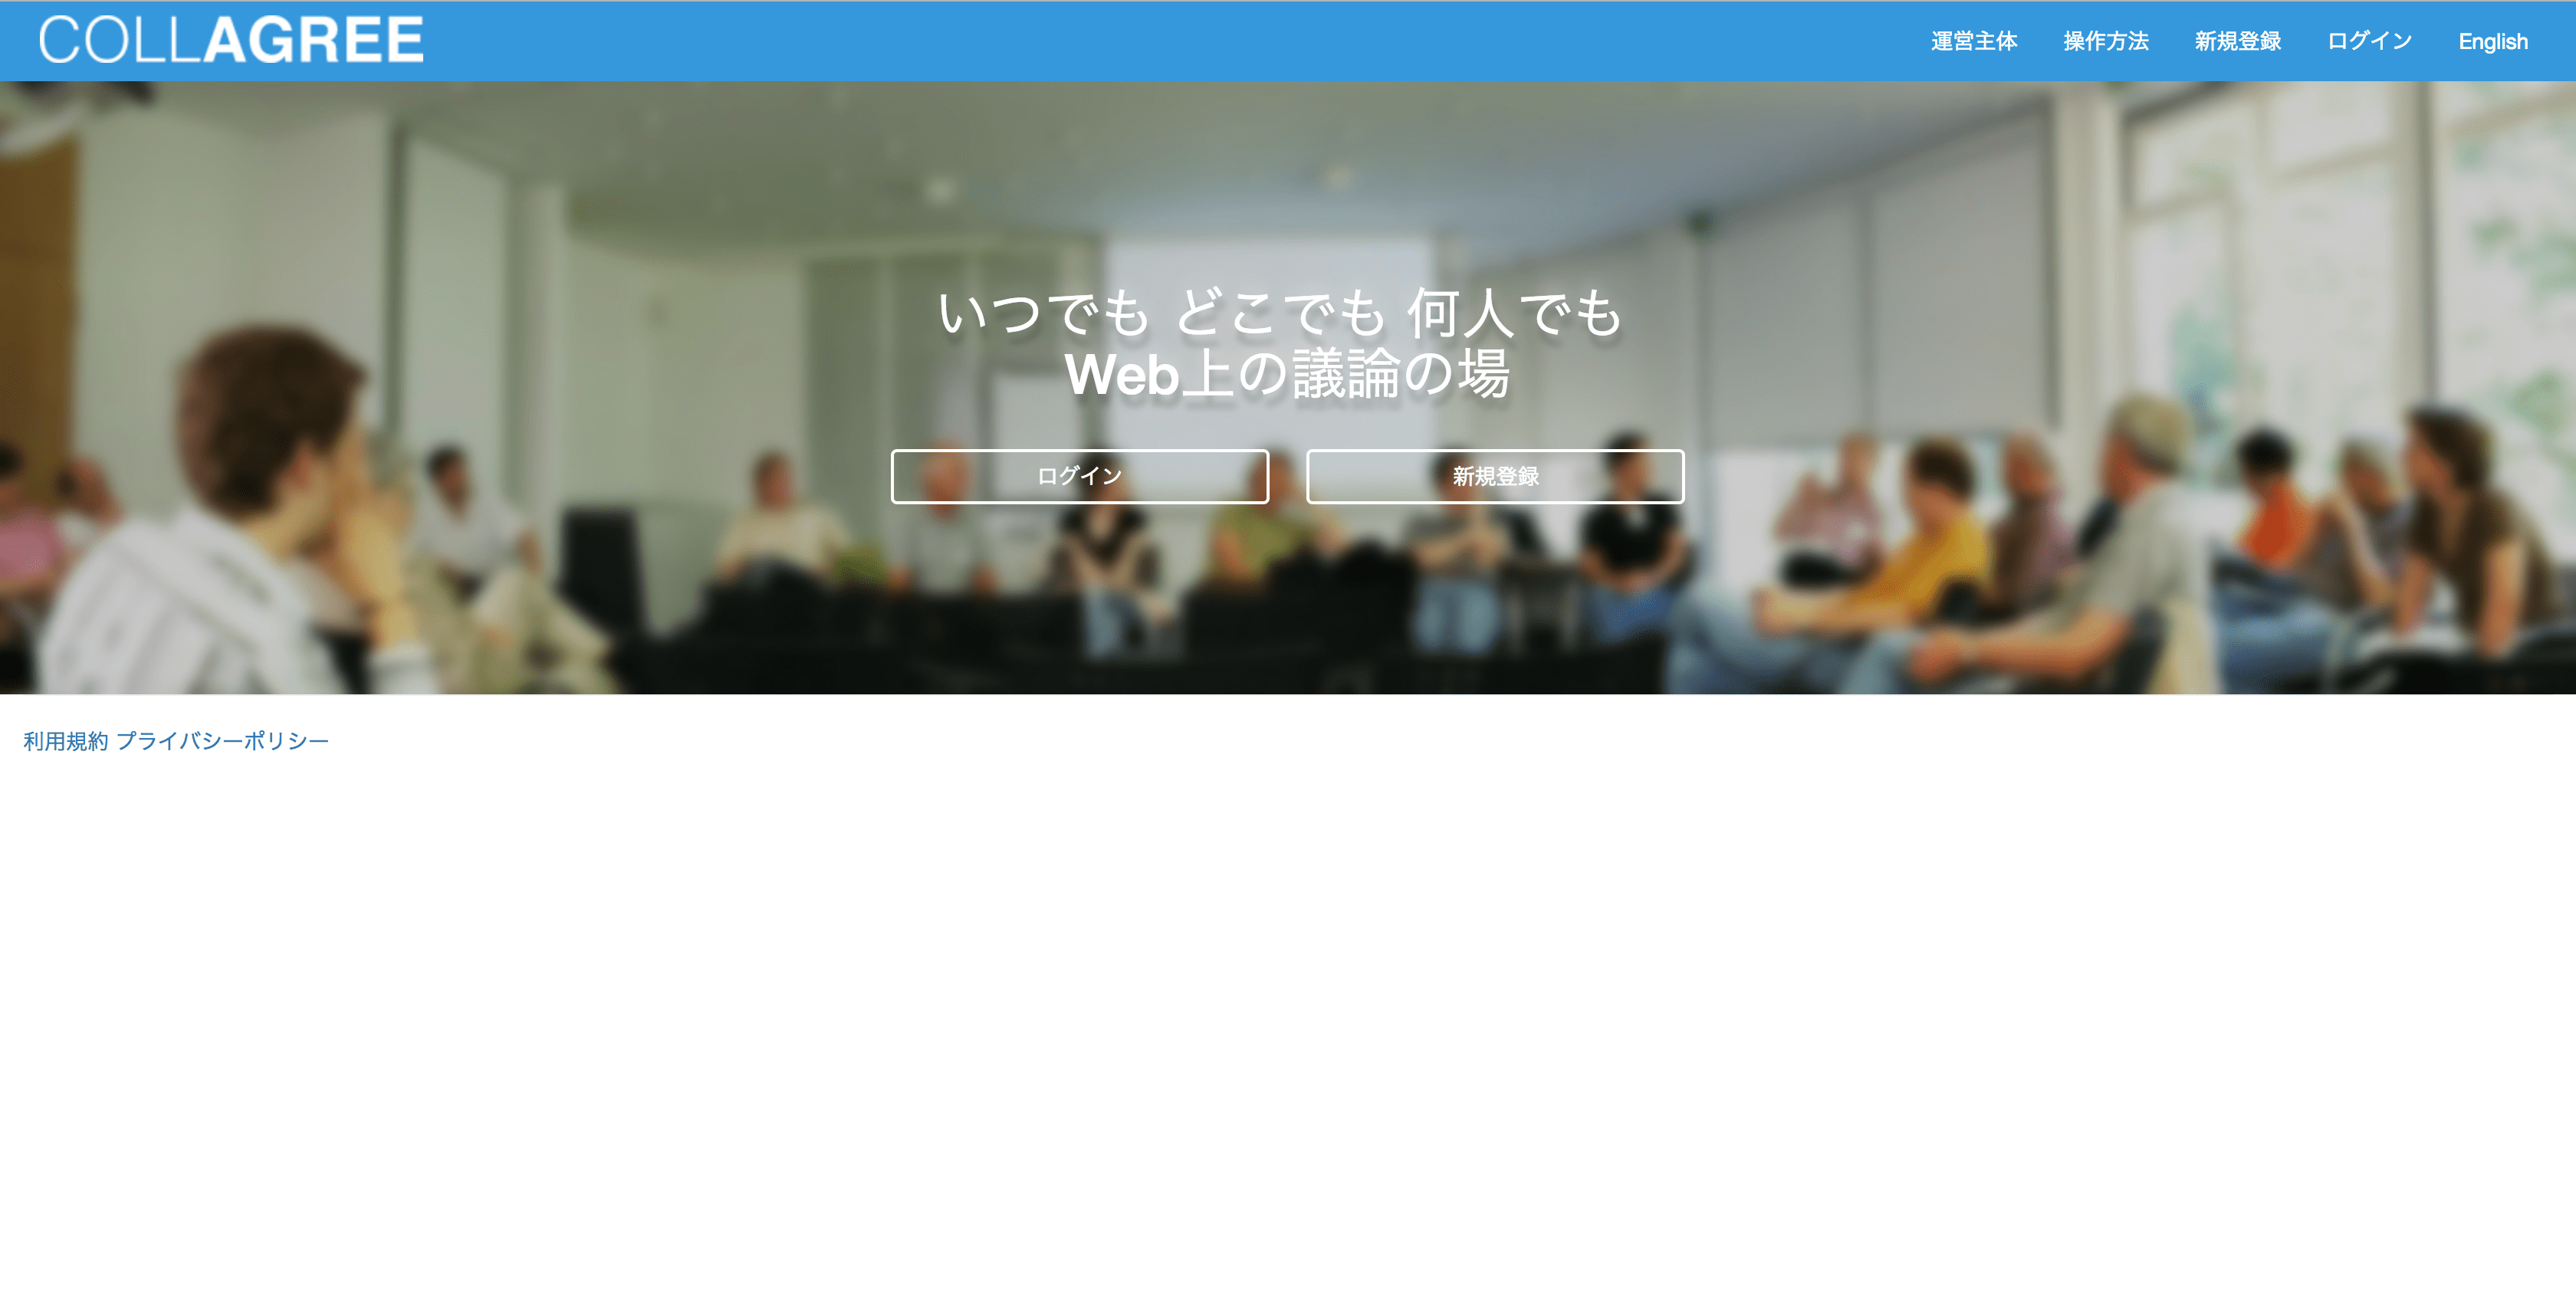 COLLAGREE
運営主体 操作方法 新規登録 ログイン English
いつでも どこでも 何人でも
Web上の議論の場
ログイン 新規登録
利用規約 プライバシーポリシー